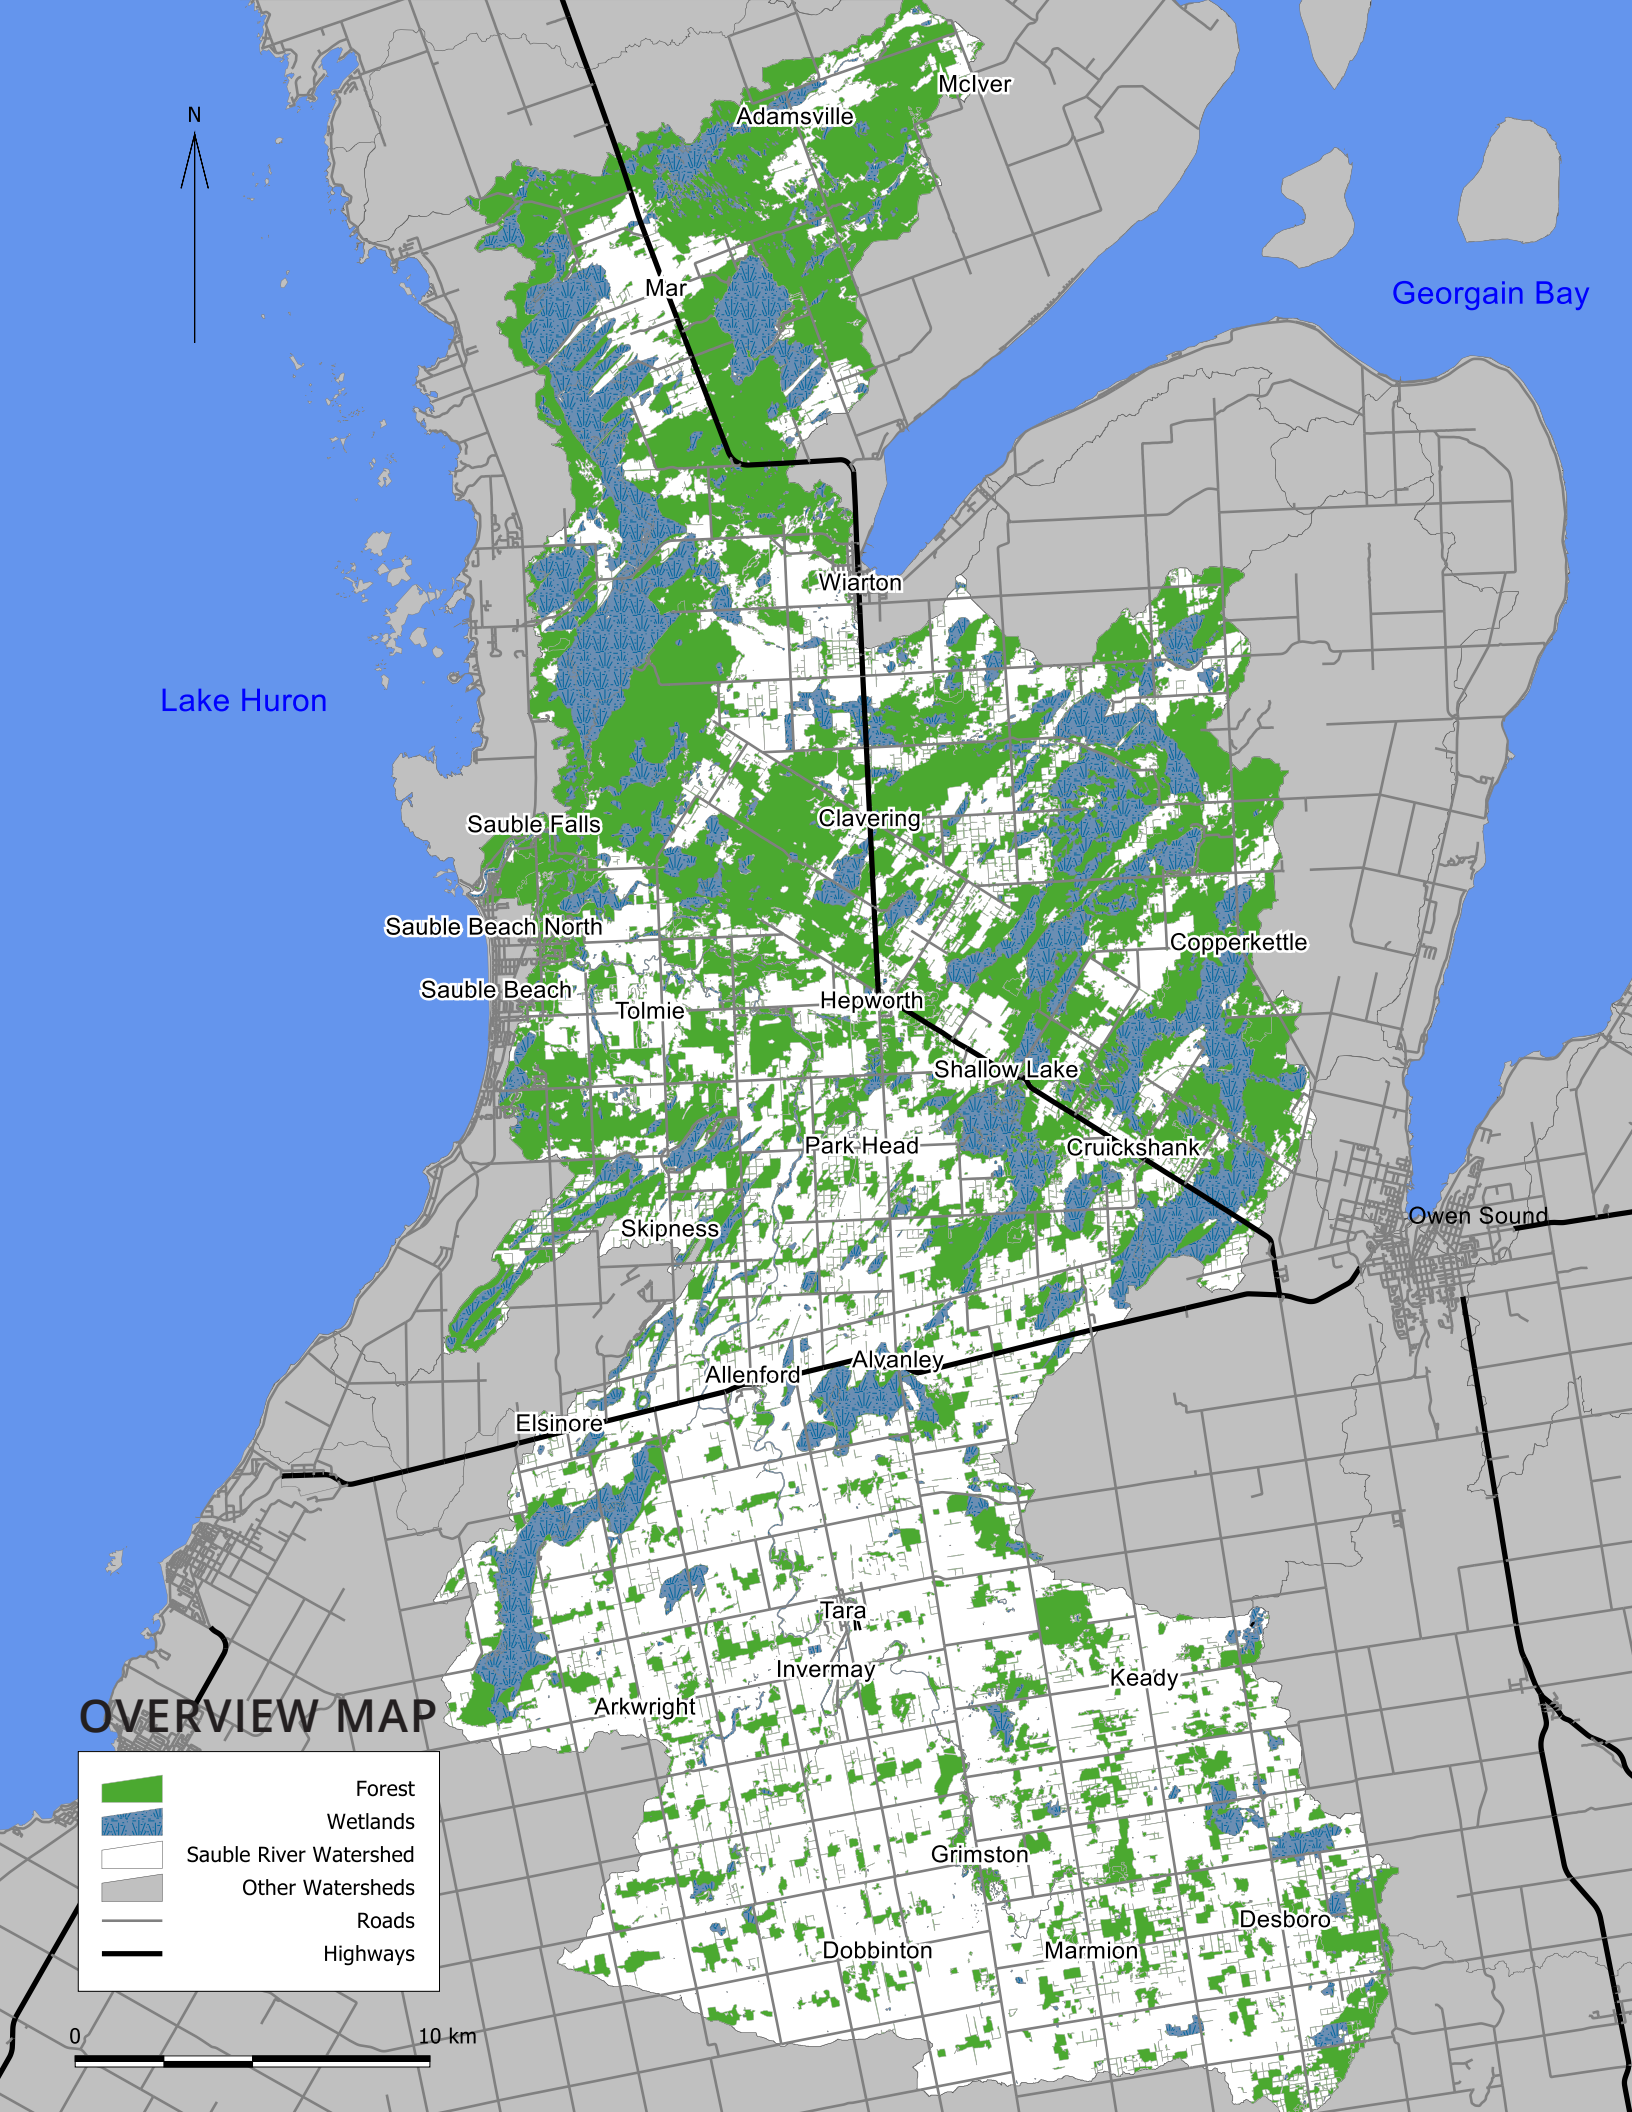 McIver
Adamsville
N
Mar
Georgain Bay
Wiarton
Lake Huron
Clavering
Sauble Falls
Sauble Beach North
Copperkettle
Sauble Beach
Hepworth
Tolmie
Shallow Lake
Park Head
Cruickshank
Owen Sound
Skipness
Alvanley
Allenford
Elsinore
Tara
Invermay
Keady
Arkwright
OVERVIEW MAP
Forest
Wetlands
Sauble River Watershed
Other Watersheds
Roads
Highways
Grimston
Desboro
Dobbinton
Marmion
0
10 km